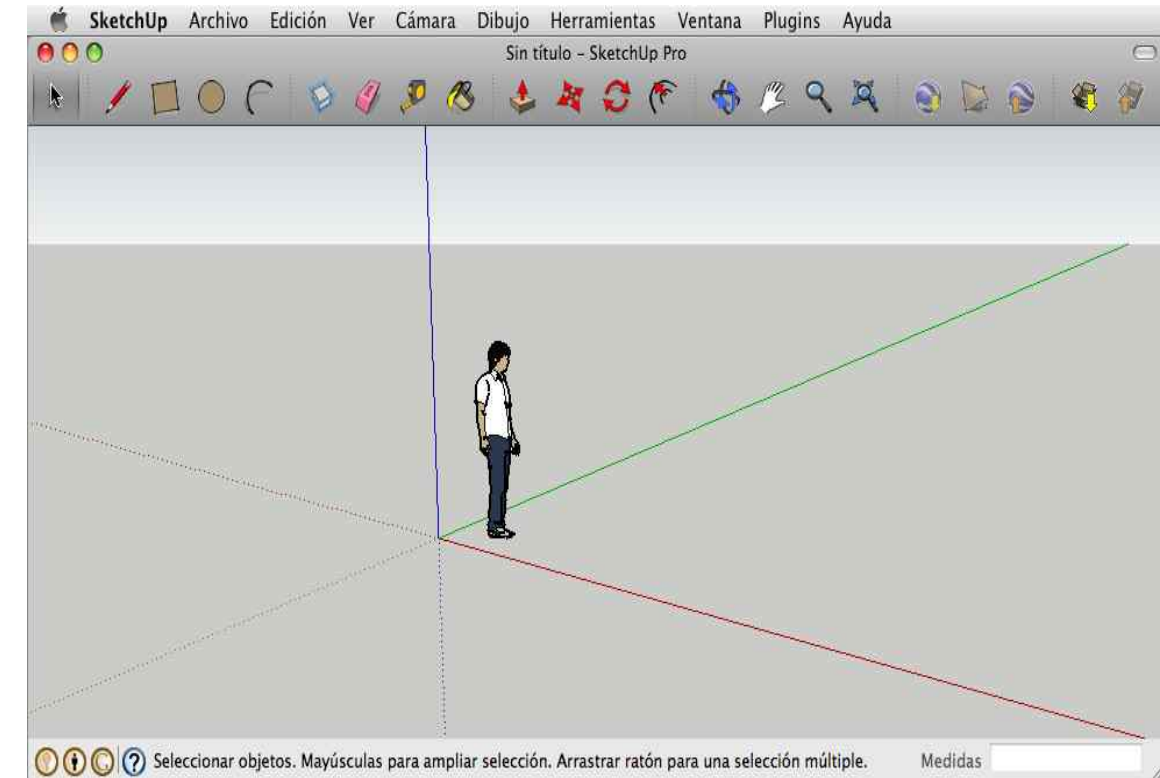 SketchUp Archivo Edición Ver Cámara Dibujo Herramientas Ventana Plugins Ayuda
Sin título – SketchUp Pro
Seleccionar objetos. Mayúsculas para ampliar selección. Arrastrar ratón para una selección múltiple. Medidas